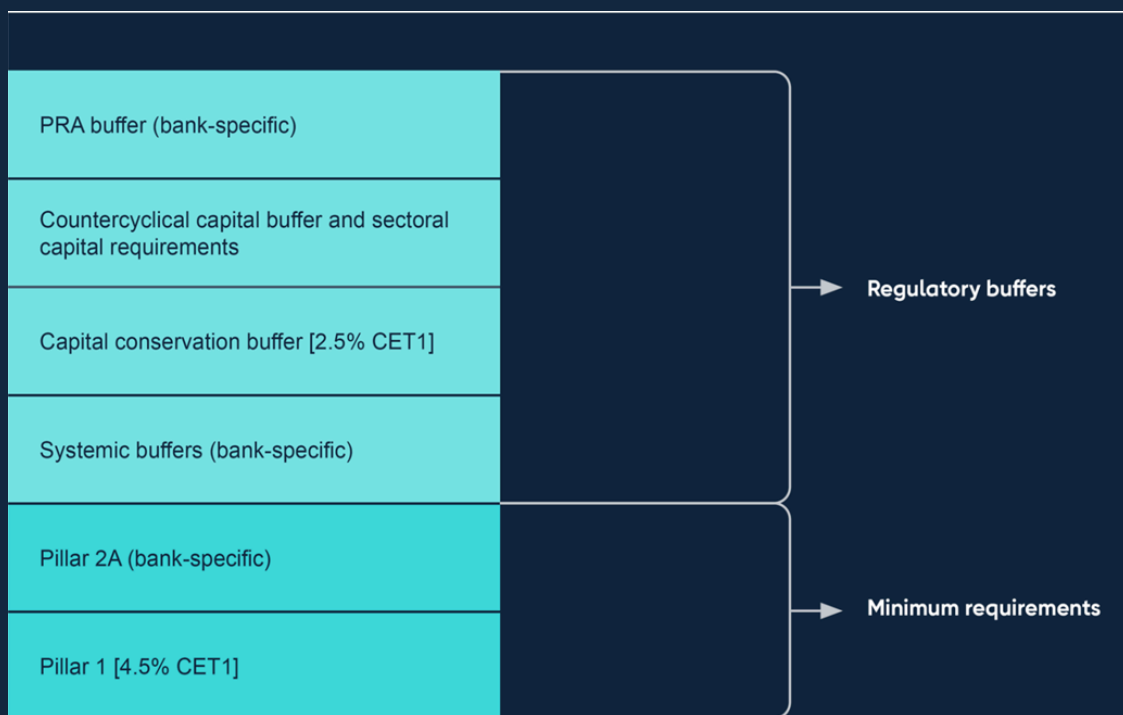 PRA buffer (bank-specific)
Countercyclical capital buffer and sectoral
capital requirements
Regulatory buffers
Capital conservation buffer [2.5% CET1]
Systemic buffers (bank-specific)
Pillar 2A (bank-specific)
Minimum requirements
Pillar 1 [4.5% CET1]